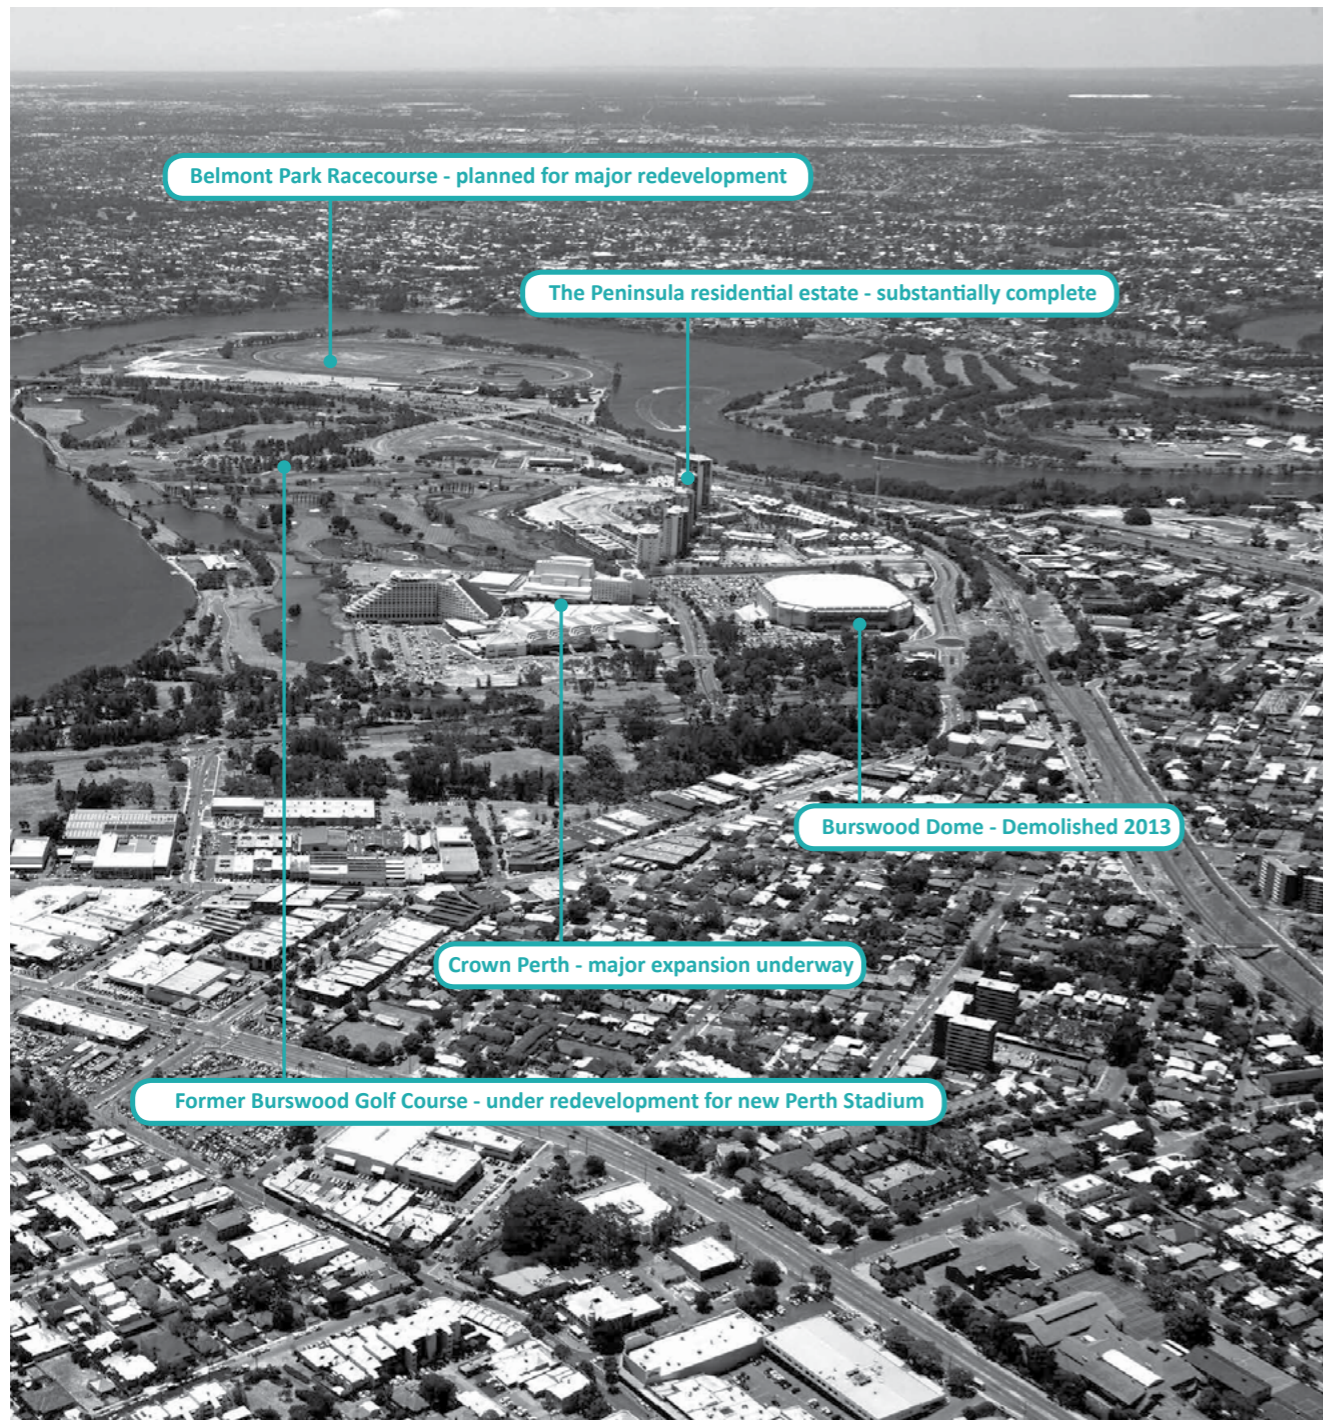 Belmont Park Racecourse - planned for major redevelopment
The Peninsula residential estate - substantially complete
Burswood Dome - Demolished 2013
Crown Perth - major expansion underway
Former Burswood Golf Course - under redevelopment for new Perth Stadium